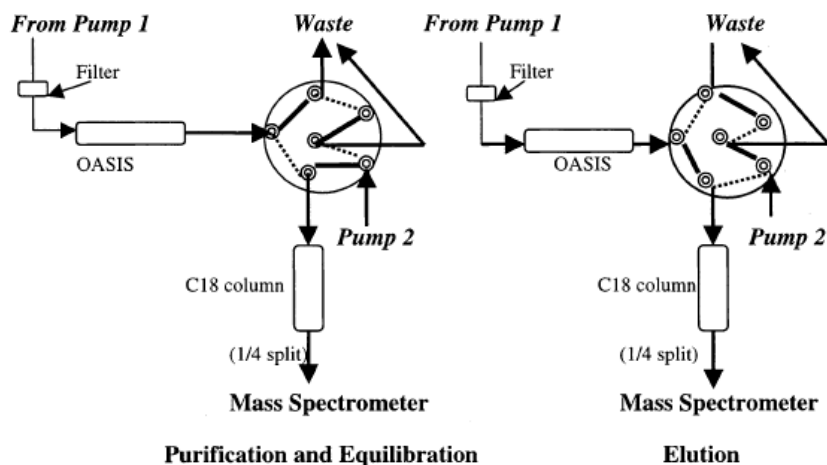 From Pump 1
Waste
Filter
OASIS
Pump 2
C18 column
(1/4 split)
Mass Spectrometer
Purification and Equilibration
From Pump 1
Waste
Filter
OASIS
Pump 2
C18 column
(1/4 split)
Mass Spectrometer
Elution